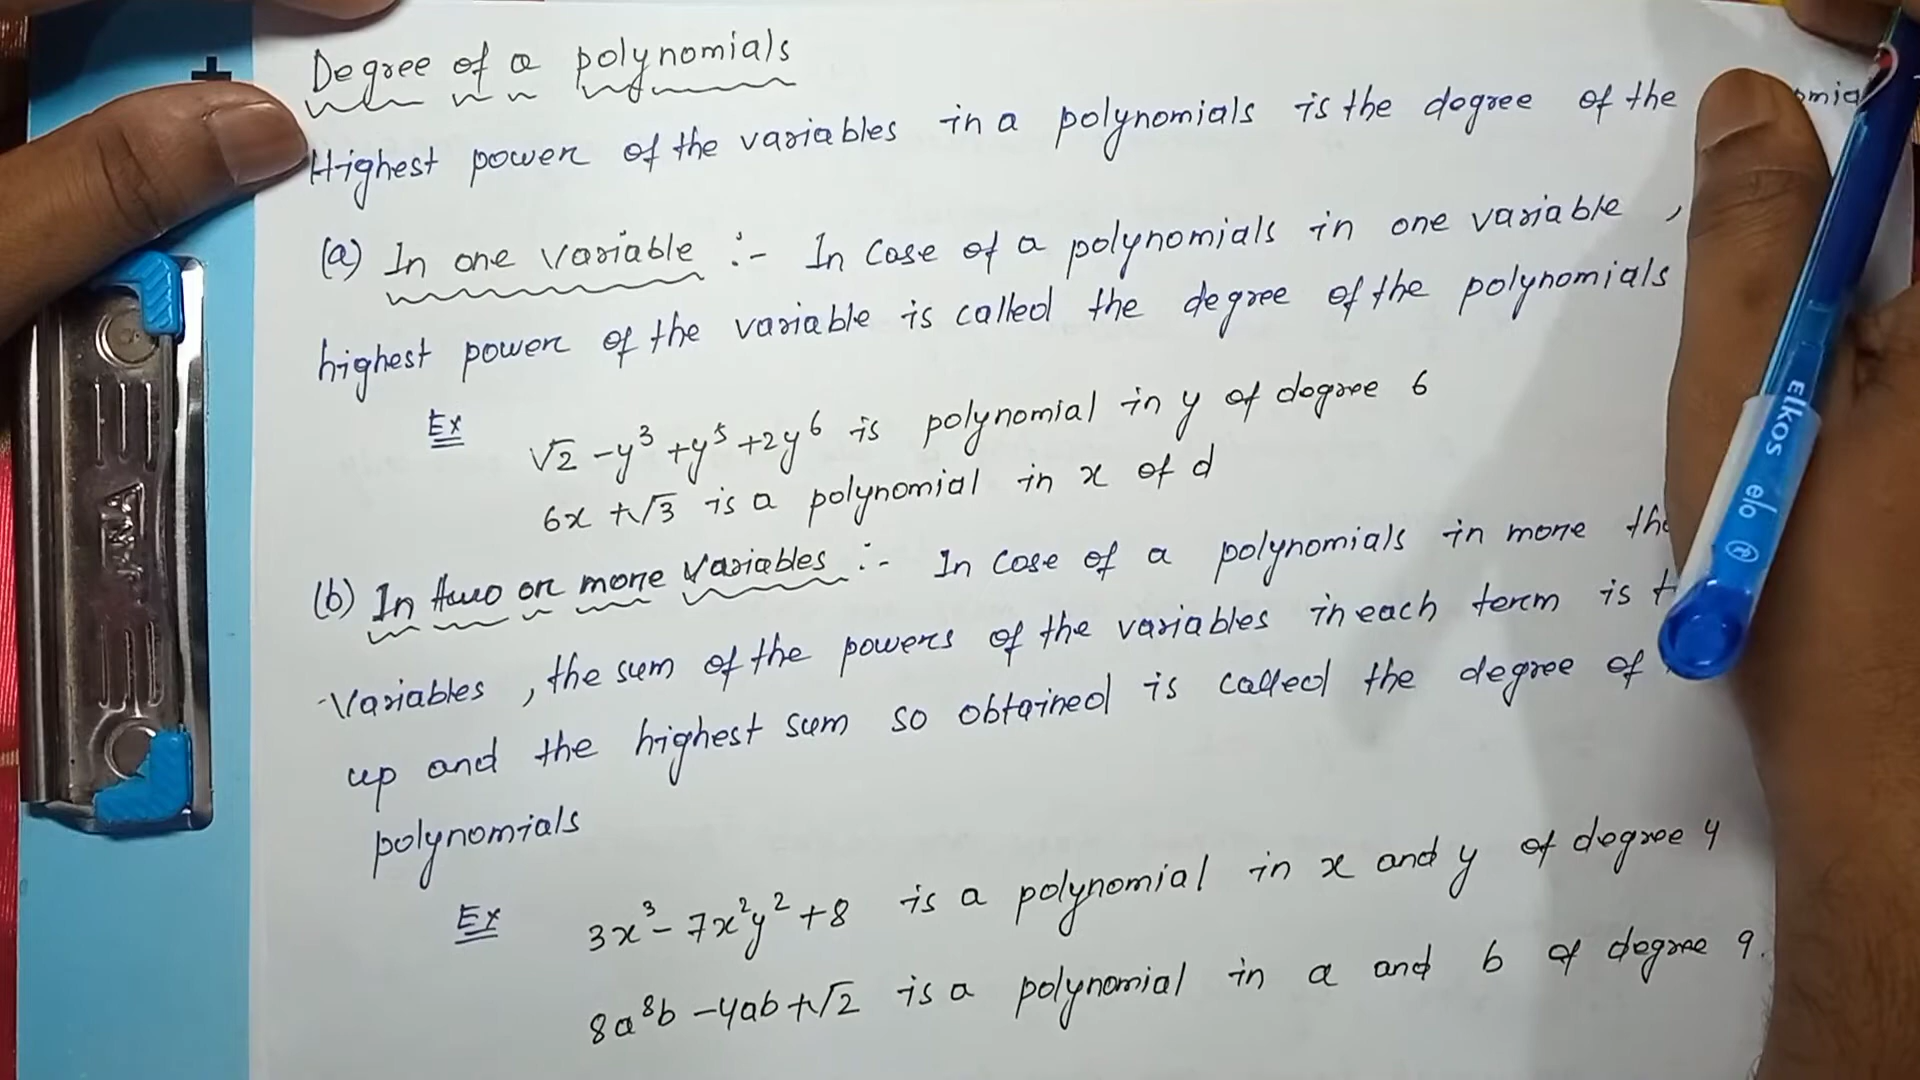 Degree of a polynomials
Highest power of the variables in a polynomials is the degree of the
(a) In one variable :- In case of a polynomials in one variable ,
highest power of the variable is called the degree of the polynomials
Ex
√2 -y³ +y⁵ +2y⁶ is polynomial in y of degree 6
6x +√3 is a polynomial in x of d
(b) In two or more variables :- In case of a polynomials in more
variables , the sum of the powers of the variables in each term is
up and the highest sum so obtained is called the degree of
polynomials
Ex 3x³ - 7x²y² +8 is a polynomial in x and y of degree 4
8a⁸b -4ab +√2 is a polynomial in a and b of degree 9.
Elkos elo